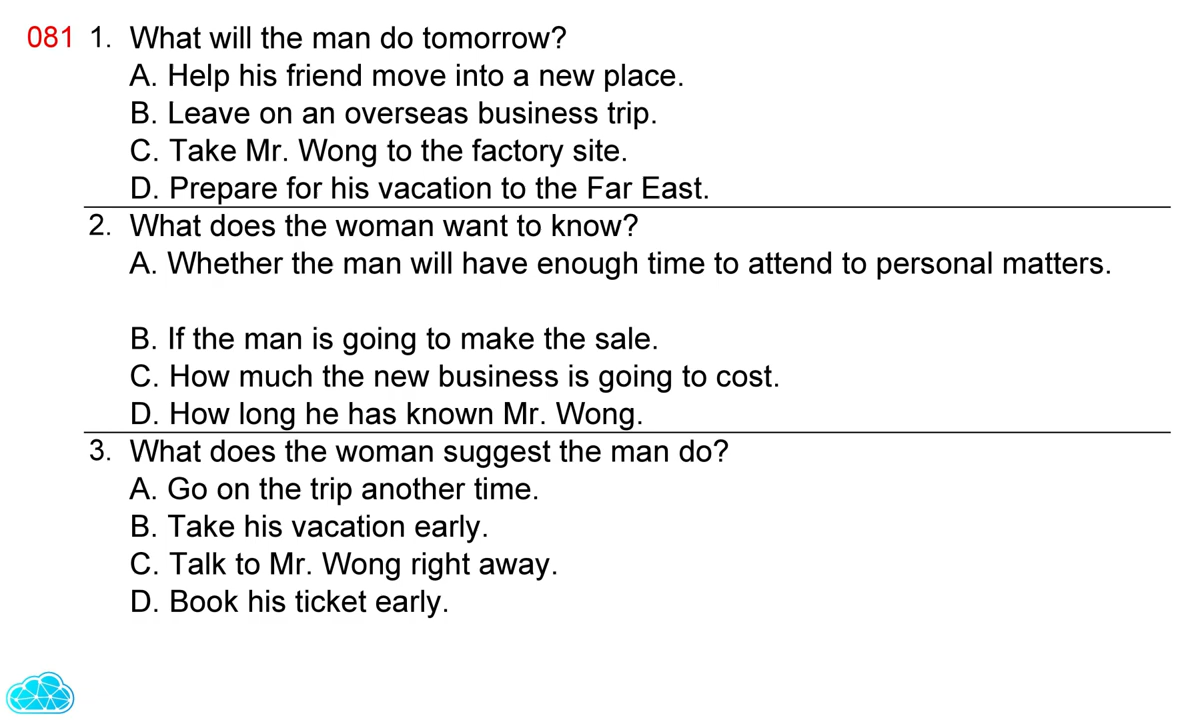 081 1. What will the man do tomorrow?
A. Help his friend move into a new place.
B. Leave on an overseas business trip.
C. Take Mr. Wong to the factory site.
D. Prepare for his vacation to the Far East.
2. What does the woman want to know?
A. Whether the man will have enough time to attend to personal matters.
B. If the man is going to make the sale.
C. How much the new business is going to cost.
D. How long he has known Mr. Wong.
3. What does the woman suggest the man do?
A. Go on the trip another time.
B. Take his vacation early.
C. Talk to Mr. Wong right away.
D. Book his ticket early.